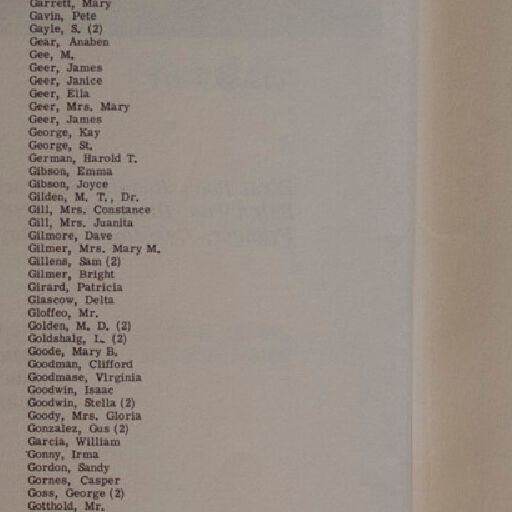 Garrett, Mary
Gavin, Pete
Gayle, S. (2)
Gear, Anaben
Gee, M.
Geer, James
Geer, Janice
Geer, Ella
Geer, Mrs. Mary
Geer, James
George, Kay
George, St.
German, Harold T.
Gibson, Emma
Gibson, Joyce
Gilden, M. T., Dr.
Gill, Mrs. Constance
Gill, Mrs. Juanita
Gilmore, Dave
Gilmer, Mrs. Mary M.
Gillens, Sam (2)
Gilmer, Bright
Girard, Patricia
Glascow, Delta
Gloffeo, Mr.
Golden, M. D. (2)
Goldshalg, L. (2)
Goode, Mary B.
Goodman, Clifford
Goodmase, Virginia
Goodwin, Isaac
Goodwin, Stella (2)
Goody, Mrs. Gloria
Gonzalez, Gus (2)
Garcia, William
Gonny, Irma
Gordon, Sandy
Gornes, Casper
Goss, George (2)
Gotthold, Mr.